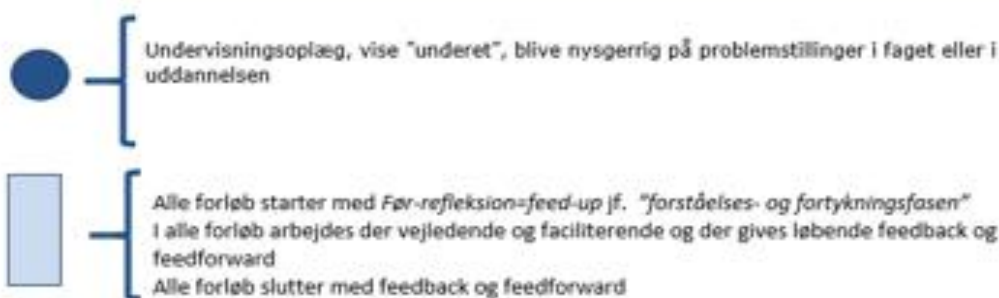 Undervisningsoplæg, vise "underet", blive nysgerrig på problemstillinger i faget eller i
uddannelsen
Alle forløb starter med Før-refleksion=feed-up jf. "forståelses- og fortykningsfasen"
I alle forløb arbejdes der vejledende og faciliterende og der gives løbende feedback og
feedforward
Alle forløb slutter med feedback og feedforward